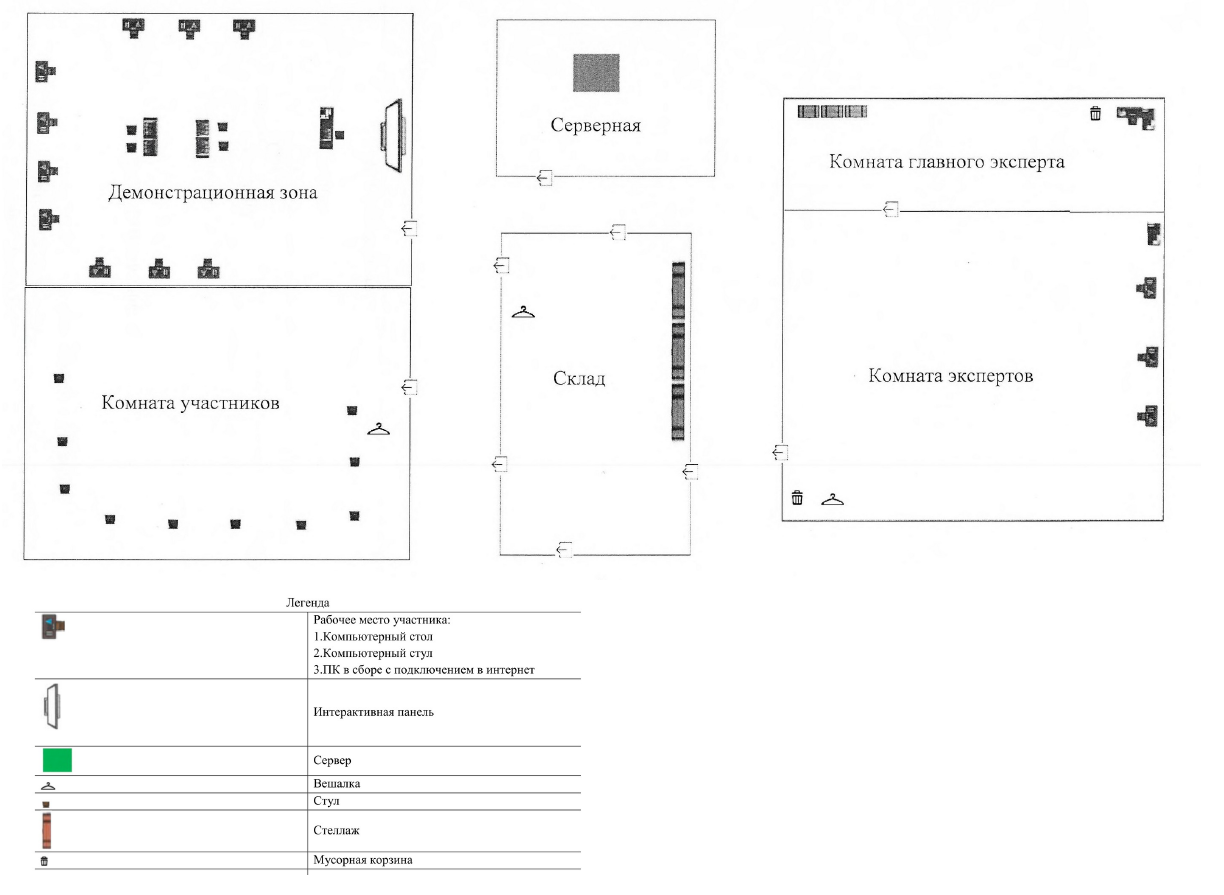 Серверная
Комната главного эксперта
Демонстрационная зона
Склад
Комната экспертов
Комната участников
Легенда
Рабочее место участника:
1.Компьютерный стол
2.Компьютерный стул
3.ПК в сборе с подключением в интернет
Интерактивная панель
Сервер
Вешалка
Стул
Стеллаж
Мусорная корзина